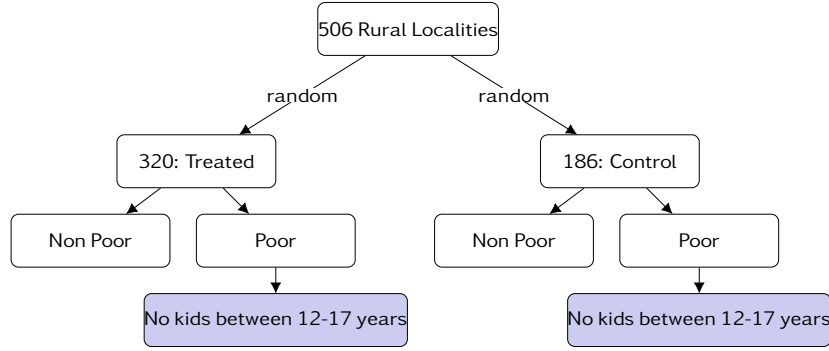 506 Rural Localities
random
random
320: Treated
186: Control
Non Poor
Poor
Non Poor
Poor
No kids between 12-17 years
No kids between 12-17 years